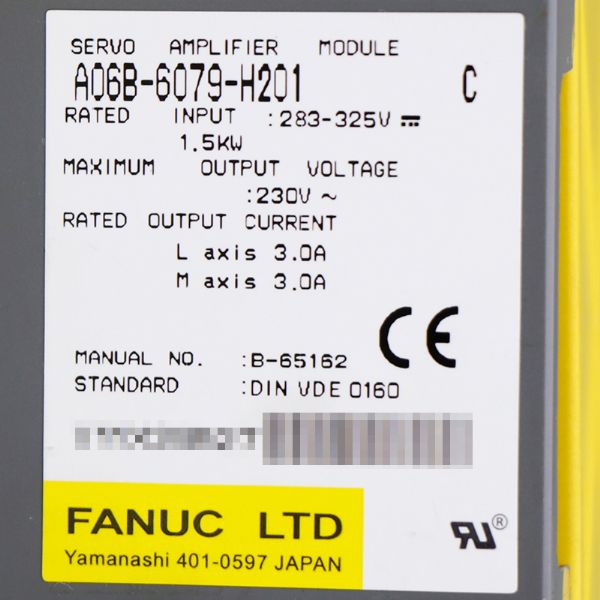 SERVO AMPLIFIER MODULE
A06B-6079-H201 C
RATED INPUT :283-325V ⎓
1.5KW
MAXIMUM OUTPUT VOLTAGE
:230V ~
RATED OUTPUT CURRENT
L axis 3.0A
M axis 3.0A
CE
MANUAL NO. :B-65162
STANDARD :DIN VDE 0160
FANUC LTD
Yamanashi 401-0597 JAPAN
RU®